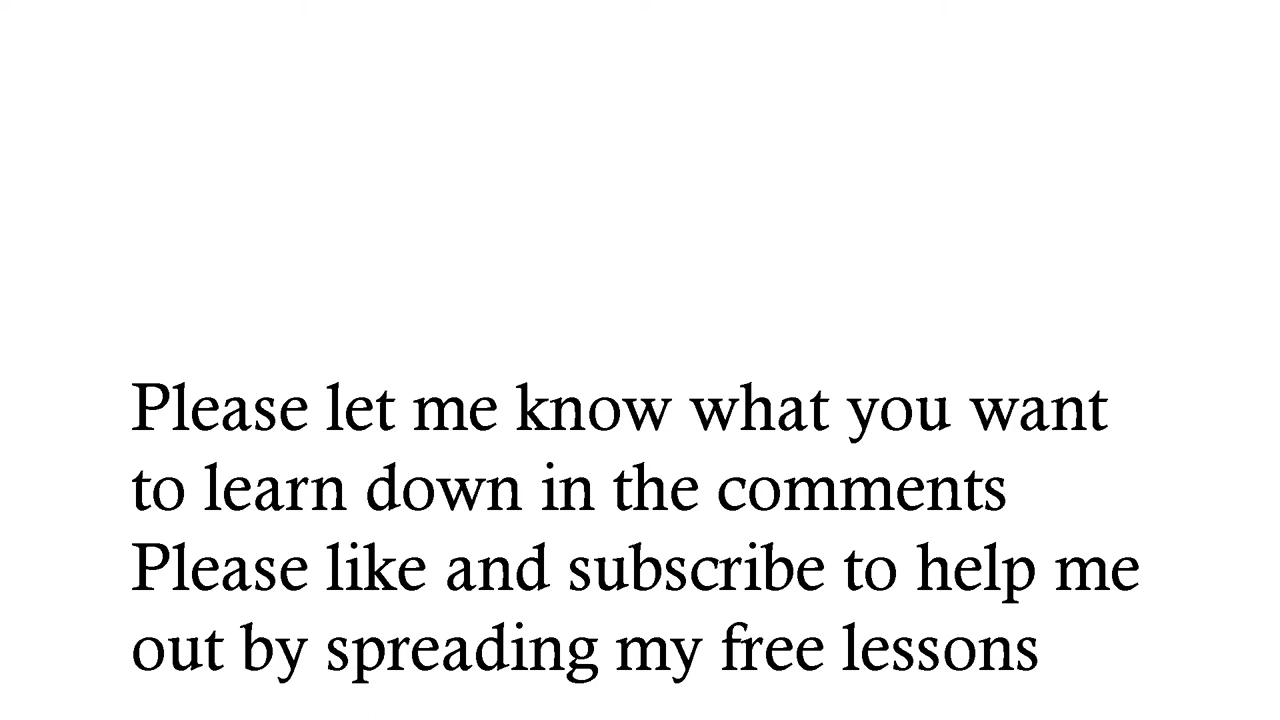 Please let me know what you want
to learn down in the comments
Please like and subscribe to help me
out by spreading my free lessons